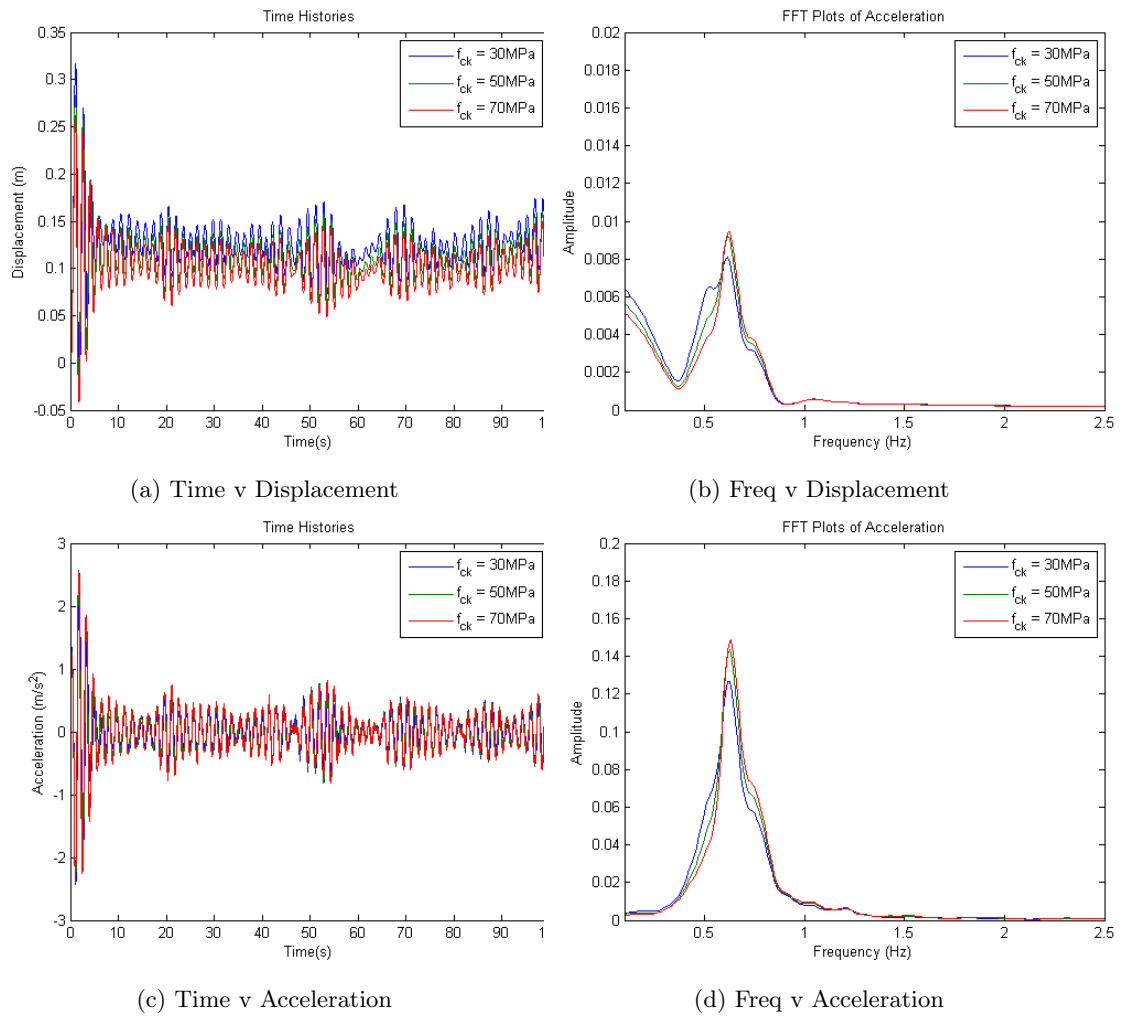 Time Histories
0.35
0.3
0.25
0.2
0.15
0.1
0.05
0
-0.05
Displacement (m)
f_ck = 30MPa
f_ck = 50MPa
f_ck = 70MPa
0 10 20 30 40 50 60 70 80 90 1
Time(s)
(a) Time v Displacement
FFT Plots of Acceleration
0.02
0.018
0.016
0.014
0.012
0.01
0.008
0.006
0.004
0.002
0
Amplitude
f_ck = 30MPa
f_ck = 50MPa
f_ck = 70MPa
0.5 1 1.5 2 2.5
Frequency (Hz)
(b) Freq v Displacement
Time Histories
3
2
1
0
-1
-2
-3
Acceleration (m/s²)
f_ck = 30MPa
f_ck = 50MPa
f_ck = 70MPa
0 10 20 30 40 50 60 70 80 90 1
Time(s)
(c) Time v Acceleration
FFT Plots of Acceleration
0.2
0.18
0.16
0.14
0.12
0.1
0.08
0.06
0.04
0.02
0
Amplitude
f_ck = 30MPa
f_ck = 50MPa
f_ck = 70MPa
0.5 1 1.5 2 2.5
Frequency (Hz)
(d) Freq v Acceleration